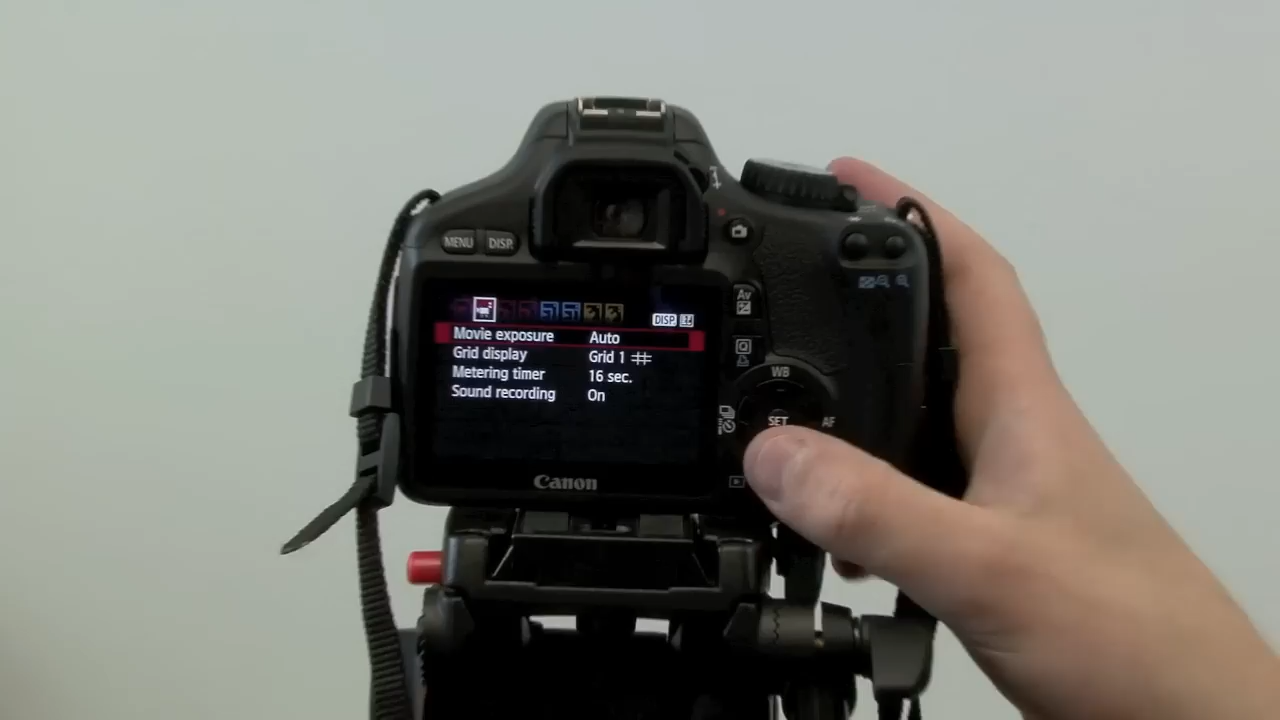 MENU DISP.
DISP.
Movie exposure Auto
Grid display Grid 1
Metering timer 16 sec.
Sound recording On
Canon
Av
Q
WB
SET
AF